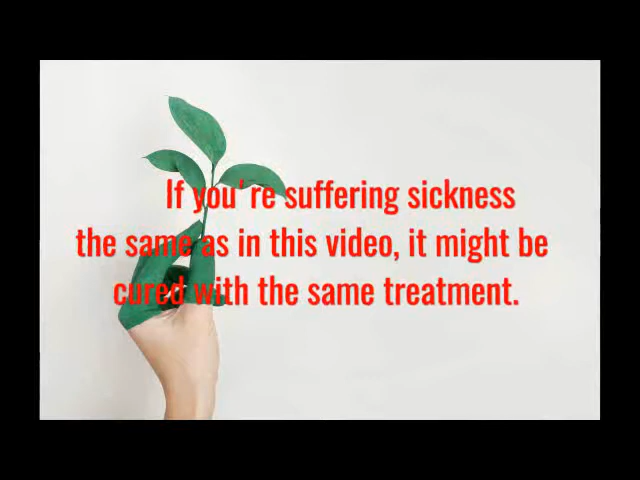 If you're suffering sickness
the same as in this video, it might be
cured with the same treatment.